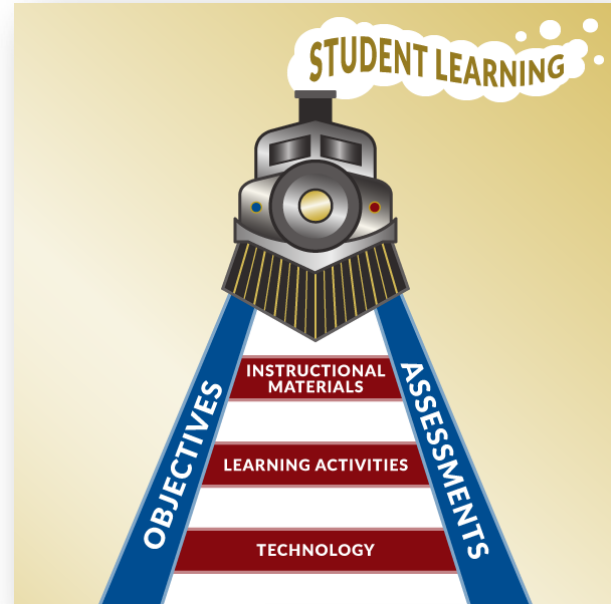 STUDENT LEARNING
INSTRUCTIONAL
MATERIALS
OBJECTIVES
ASSESSMENTS
LEARNING ACTIVITIES
TECHNOLOGY